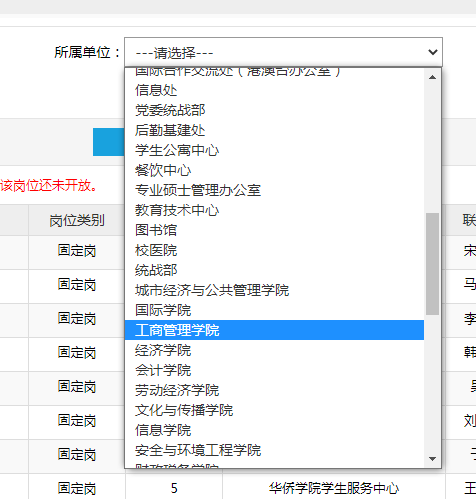 所属单位： ---请选择---
国际合作交流处（港澳台办公室）
信息处
党委统战部
后勤基建处
学生公寓中心
餐饮中心
专业硕士管理办公室
该岗位还未开放。
教育技术中心
岗位类别 图书馆 联
固定岗 校医院 宋
统战部
固定岗 城市经济与公共管理学院 马
国际学院
固定岗 李
工商管理学院
固定岗 经济学院 韩
会计学院
固定岗 劳动经济学院
文化与传播学院
固定岗 信息学院 刘
固定岗 安全与环境工程学院
财政税务学院
固定岗 5 华侨学院学生服务中心 王